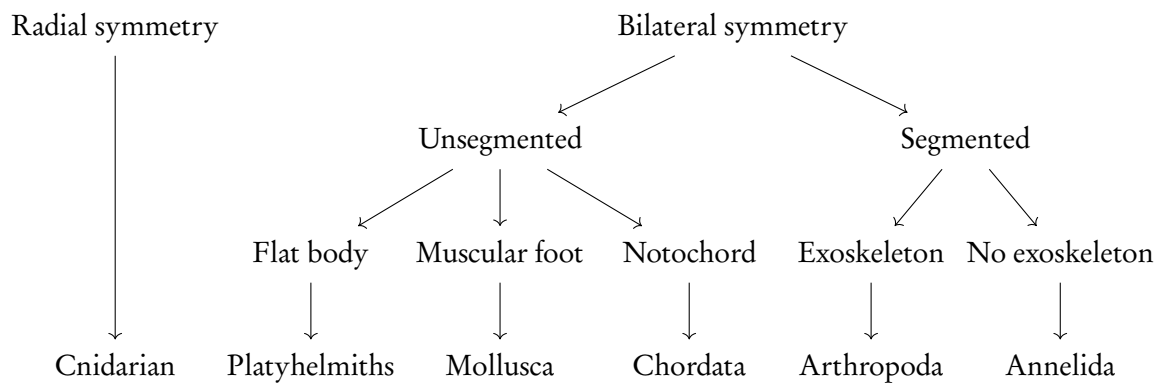 Radial symmetry Bilateral symmetry
Unsegmented Segmented
Flat body Muscular foot Notochord Exoskeleton No exoskeleton
Cnidarian Platyhelmiths Mollusca Chordata Arthropoda Annelida